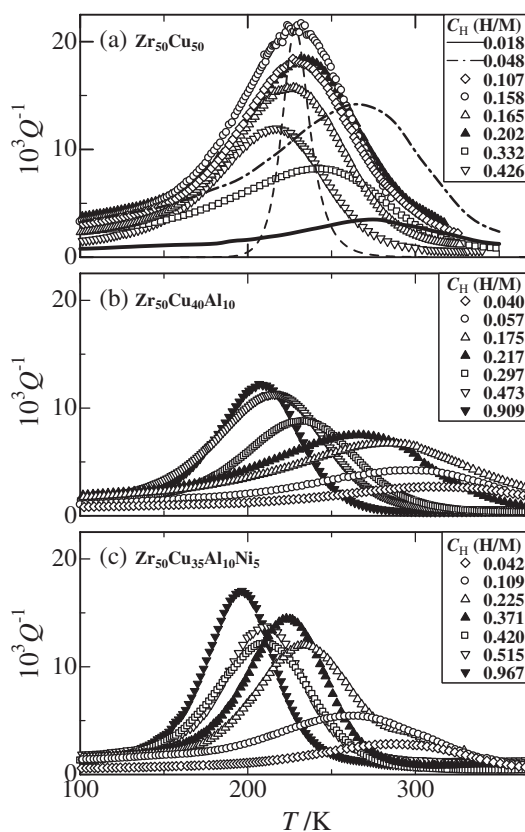 (a) Zr₅₀Cu₅₀
C_H (H/M)
0.018
0.048
0.107
0.158
0.165
0.202
0.332
0.426
20
10
0
10³Q⁻¹
(b) Zr₅₀Cu₄₀Al₁₀
C_H (H/M)
0.040
0.057
0.175
0.217
0.297
0.473
0.909
20
10
0
10³Q⁻¹
(c) Zr₅₀Cu₃₅Al₁₀Ni₅
C_H (H/M)
0.042
0.109
0.225
0.371
0.420
0.515
0.967
20
10
0
10³Q⁻¹
100 200 300
T /K